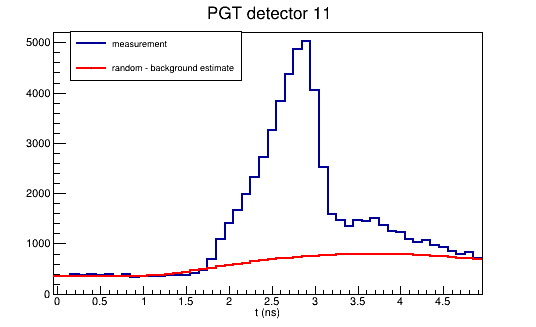 PGT detector 11
measurement
random - background estimate
5000
4000
3000
2000
1000
0
0 0.5 1 1.5 2 2.5 3 3.5 4 4.5
t (ns)